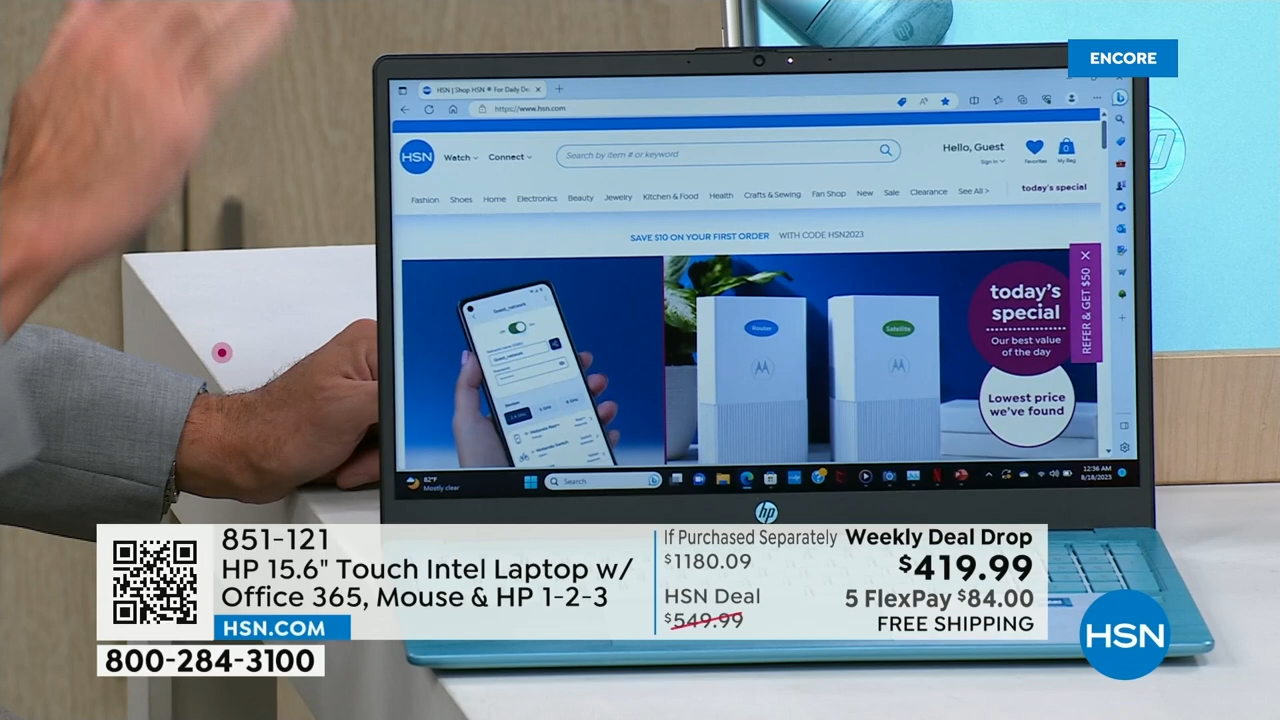 ENCORE
HSN | Shop HSN ® For Daily De
https://www.hsn.com
HSN
Watch
Connect
Search by item # or keyword
Hello, Guest
Sign In
Favorites
0
My Bag
Fashion Shoes Home Electronics Beauty Jewelry Kitchen & Food Health Crafts & Sewing Fan Shop New Sale Clearance See All >
today's special
SAVE $10 ON YOUR FIRST ORDER WITH CODE HSN2023
Guest_network
Guest_network
Router
Satellite
today's
special
Our best value
of the day
Lowest price
we've found
REFER & GET $50
82°F
Mostly clear
Search
12:36 AM
8/18/2023
hp
851-121
HP 15.6" Touch Intel Laptop w/
Office 365, Mouse & HP 1-2-3
HSN.COM
800-284-3100
If Purchased Separately
$1180.09
HSN Deal
$549.99
Weekly Deal Drop
$419.99
5 FlexPay $84.00
FREE SHIPPING
HSN